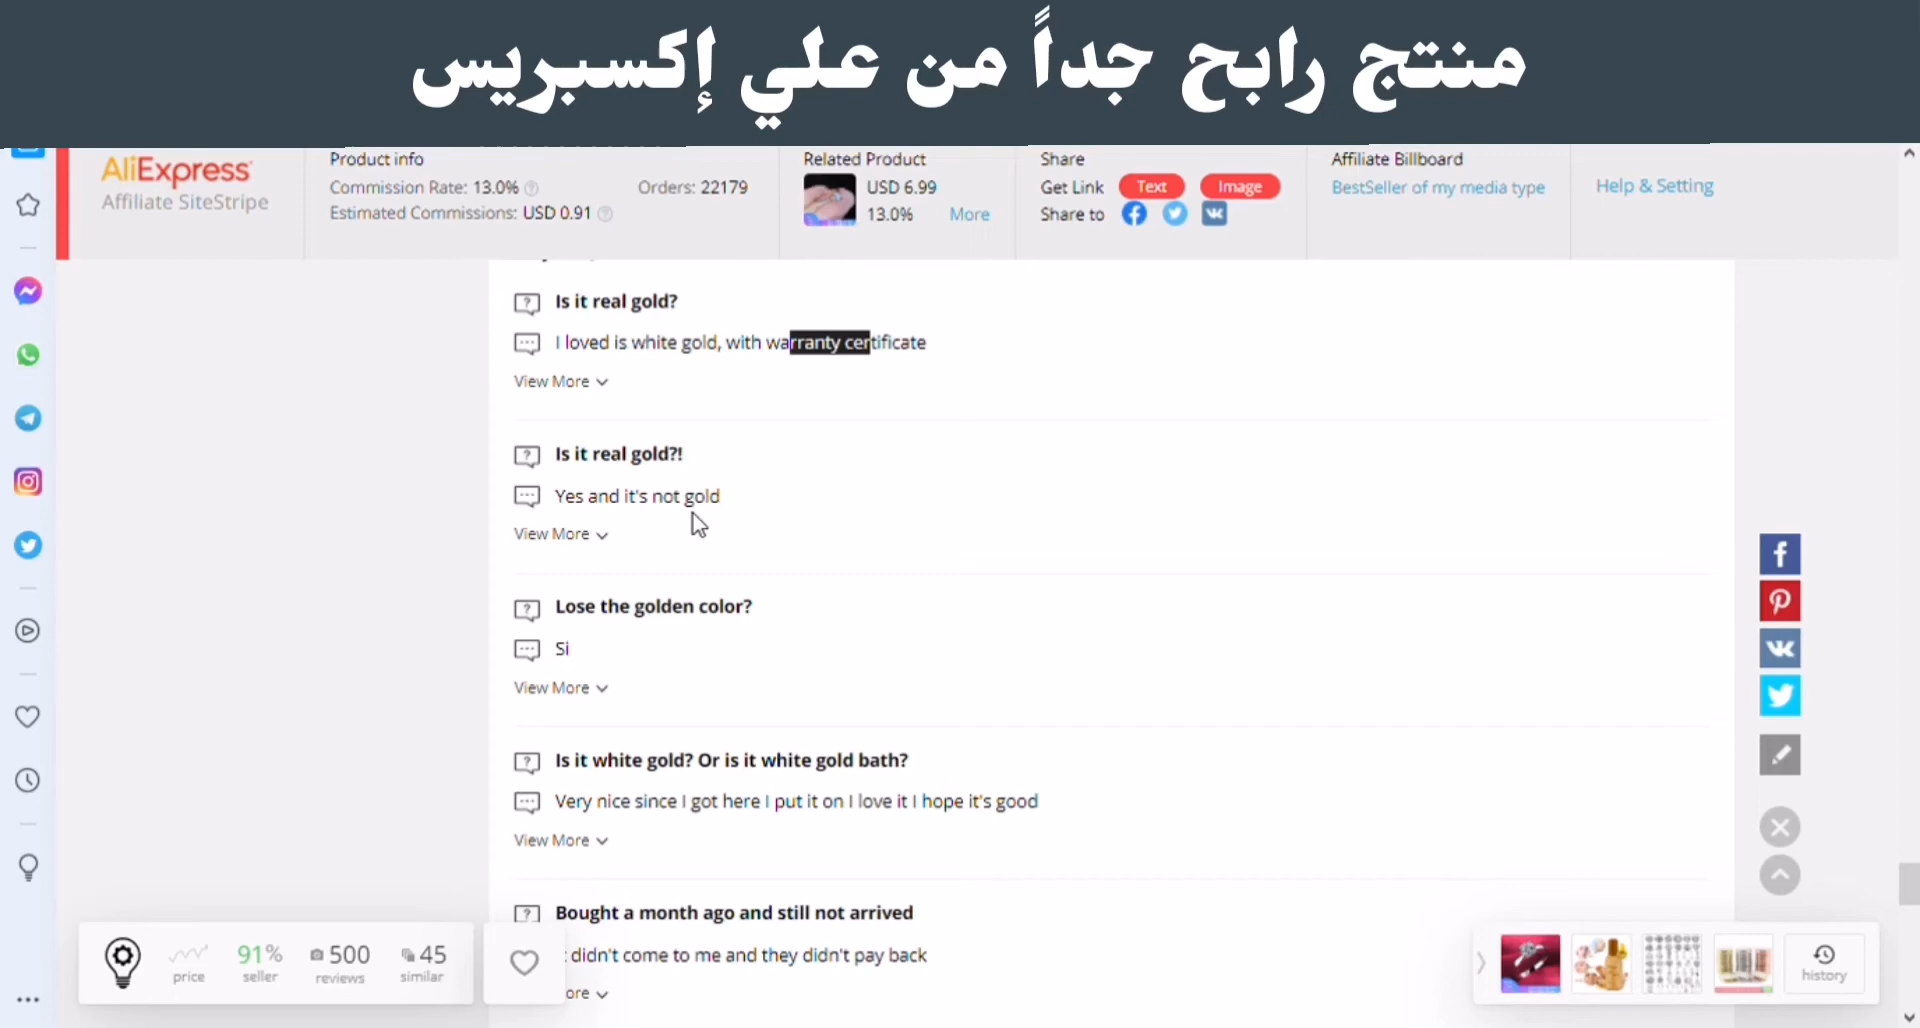 منتج رابح جداً من علي إكسبريس
AliExpress
Affiliate SiteStripe
Product info
Commission Rate: 13.0%
Orders: 22179
Estimated Commissions: USD 0.91
Related Product
USD 6.99
13.0%
More
Share
Get Link Text Image
Share to
Affiliate Billboard
BestSeller of my media type
Help & Setting
Is it real gold?
I loved is white gold, with warranty certificate
View More
Is it real gold?!
Yes and it's not gold
View More
Lose the golden color?
Si
View More
Is it white gold? Or is it white gold bath?
Very nice since I got here I put it on I love it I hope it's good
View More
Bought a month ago and still not arrived
didn't come to me and they didn't pay back
ore
price
91%
seller
500
reviews
45
similar
history